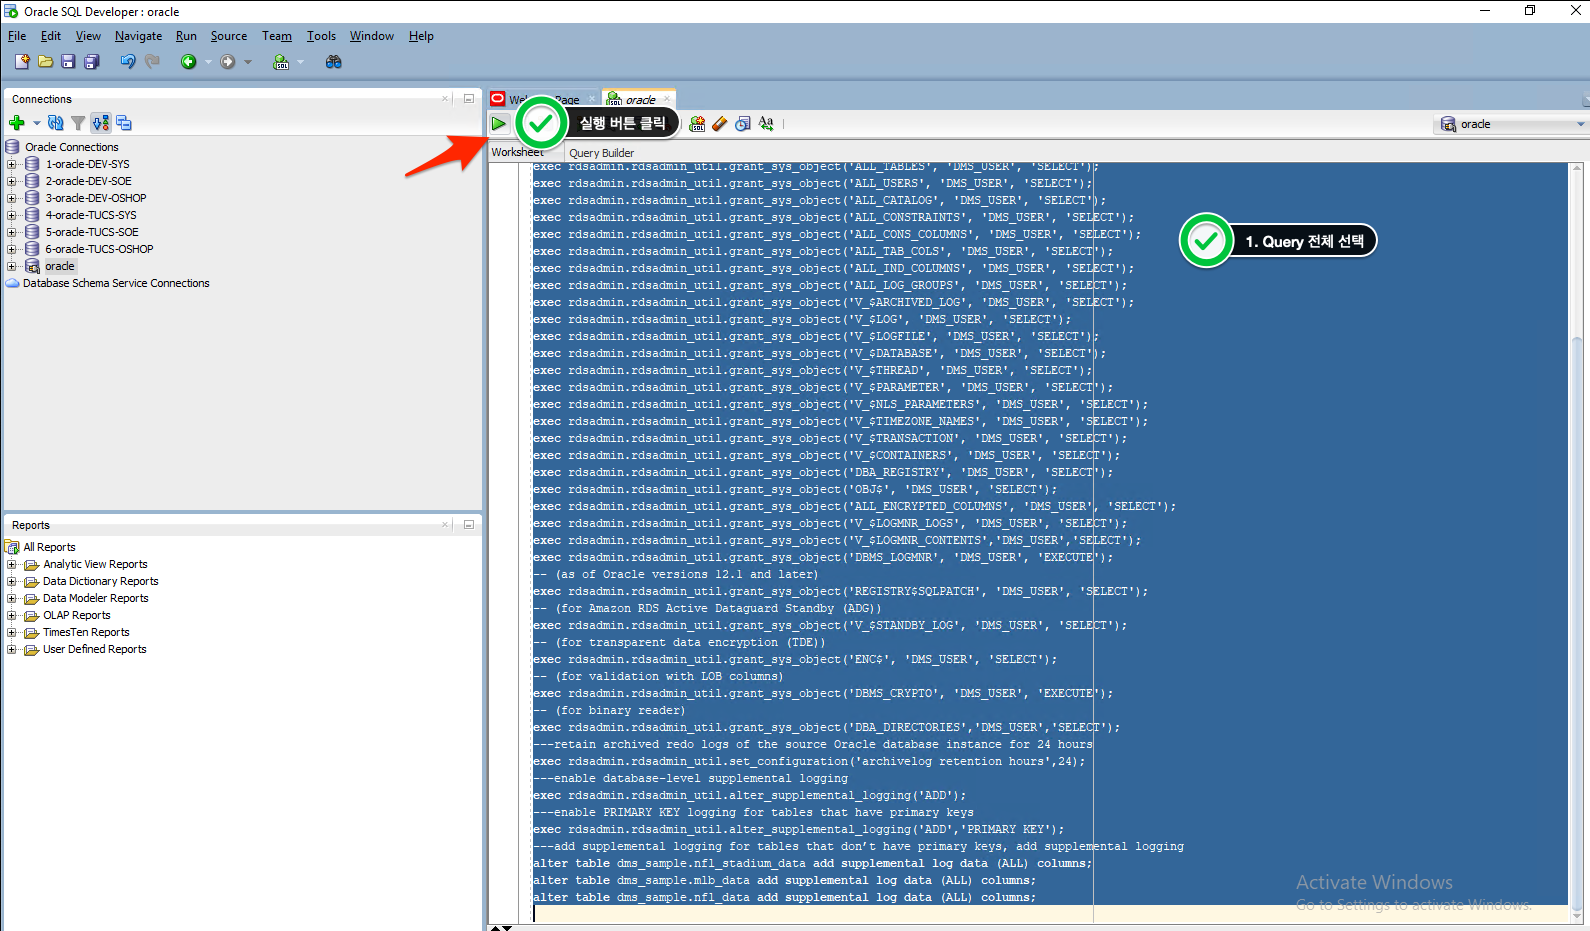 Oracle SQL Developer : oracle
File Edit View Navigate Run Source Team Tools Window Help
Connections
Oracle Connections
1-oracle-DEV-SYS
2-oracle-DEV-SOE
3-oracle-DEV-OSHOP
4-oracle-TUCS-SYS
5-oracle-TUCS-SOE
6-oracle-TUCS-OSHOP
oracle
Database Schema Service Connections
Reports
All Reports
Analytic View Reports
Data Dictionary Reports
Data Modeler Reports
OLAP Reports
TimesTen Reports
User Defined Reports
Page oracle
실행 버튼 클릭
oracle
Worksheet Query Builder
exec rdsadmin.rdsadmin_util.grant_sys_object('ALL_TABLES', 'DMS_USER', 'SELECT');
exec rdsadmin.rdsadmin_util.grant_sys_object('ALL_USERS', 'DMS_USER', 'SELECT');
exec rdsadmin.rdsadmin_util.grant_sys_object('ALL_CATALOG', 'DMS_USER', 'SELECT');
exec rdsadmin.rdsadmin_util.grant_sys_object('ALL_CONSTRAINTS', 'DMS_USER', 'SELECT');
exec rdsadmin.rdsadmin_util.grant_sys_object('ALL_CONS_COLUMNS', 'DMS_USER', 'SELECT');
1. Query 전체 선택
exec rdsadmin.rdsadmin_util.grant_sys_object('ALL_TAB_COLS', 'DMS_USER', 'SELECT');
exec rdsadmin.rdsadmin_util.grant_sys_object('ALL_IND_COLUMNS', 'DMS_USER', 'SELECT');
exec rdsadmin.rdsadmin_util.grant_sys_object('ALL_LOG_GROUPS', 'DMS_USER', 'SELECT');
exec rdsadmin.rdsadmin_util.grant_sys_object('V_$ARCHIVED_LOG', 'DMS_USER', 'SELECT');
exec rdsadmin.rdsadmin_util.grant_sys_object('V_$LOG', 'DMS_USER', 'SELECT');
exec rdsadmin.rdsadmin_util.grant_sys_object('V_$LOGFILE', 'DMS_USER', 'SELECT');
exec rdsadmin.rdsadmin_util.grant_sys_object('V_$DATABASE', 'DMS_USER', 'SELECT');
exec rdsadmin.rdsadmin_util.grant_sys_object('V_$THREAD', 'DMS_USER', 'SELECT');
exec rdsadmin.rdsadmin_util.grant_sys_object('V_$PARAMETER', 'DMS_USER', 'SELECT');
exec rdsadmin.rdsadmin_util.grant_sys_object('V_$NLS_PARAMETERS', 'DMS_USER', 'SELECT');
exec rdsadmin.rdsadmin_util.grant_sys_object('V_$TIMEZONE_NAMES', 'DMS_USER', 'SELECT');
exec rdsadmin.rdsadmin_util.grant_sys_object('V_$TRANSACTION', 'DMS_USER', 'SELECT');
exec rdsadmin.rdsadmin_util.grant_sys_object('V_$CONTAINERS', 'DMS_USER', 'SELECT');
exec rdsadmin.rdsadmin_util.grant_sys_object('DBA_REGISTRY', 'DMS_USER', 'SELECT');
exec rdsadmin.rdsadmin_util.grant_sys_object('OBJ$', 'DMS_USER', 'SELECT');
exec rdsadmin.rdsadmin_util.grant_sys_object('ALL_ENCRYPTED_COLUMNS', 'DMS_USER', 'SELECT');
exec rdsadmin.rdsadmin_util.grant_sys_object('V_$LOGMNR_LOGS', 'DMS_USER', 'SELECT');
exec rdsadmin.rdsadmin_util.grant_sys_object('V_$LOGMNR_CONTENTS','DMS_USER','SELECT');
exec rdsadmin.rdsadmin_util.grant_sys_object('DBMS_LOGMNR', 'DMS_USER', 'EXECUTE');
-- (as of Oracle versions 12.1 and later)
exec rdsadmin.rdsadmin_util.grant_sys_object('REGISTRY$SQLPATCH', 'DMS_USER', 'SELECT');
-- (for Amazon RDS Active Dataguard Standby (ADG))
exec rdsadmin.rdsadmin_util.grant_sys_object('V_$STANDBY_LOG', 'DMS_USER', 'SELECT');
-- (for transparent data encryption (TDE))
exec rdsadmin.rdsadmin_util.grant_sys_object('ENC$', 'DMS_USER', 'SELECT');
-- (for validation with LOB columns)
exec rdsadmin.rdsadmin_util.grant_sys_object('DBMS_CRYPTO', 'DMS_USER', 'EXECUTE');
-- (for binary reader)
exec rdsadmin.rdsadmin_util.grant_sys_object('DBA_DIRECTORIES','DMS_USER','SELECT');
---retain archived redo logs of the source Oracle database instance for 24 hours
exec rdsadmin.rdsadmin_util.set_configuration('archivelog retention hours',24);
---enable database-level supplemental logging
exec rdsadmin.rdsadmin_util.alter_supplemental_logging('ADD');
---enable PRIMARY KEY logging for tables that have primary keys
exec rdsadmin.rdsadmin_util.alter_supplemental_logging('ADD','PRIMARY KEY');
---add supplemental logging for tables that don’t have primary keys, add supplemental logging
alter table dms_sample.nfl_stadium_data add supplemental log data (ALL) columns;
alter table dms_sample.mlb_data add supplemental log data (ALL) columns;
alter table dms_sample.nfl_data add supplemental log data (ALL) columns;
Activate Windows
Go to Settings to activate Windows.